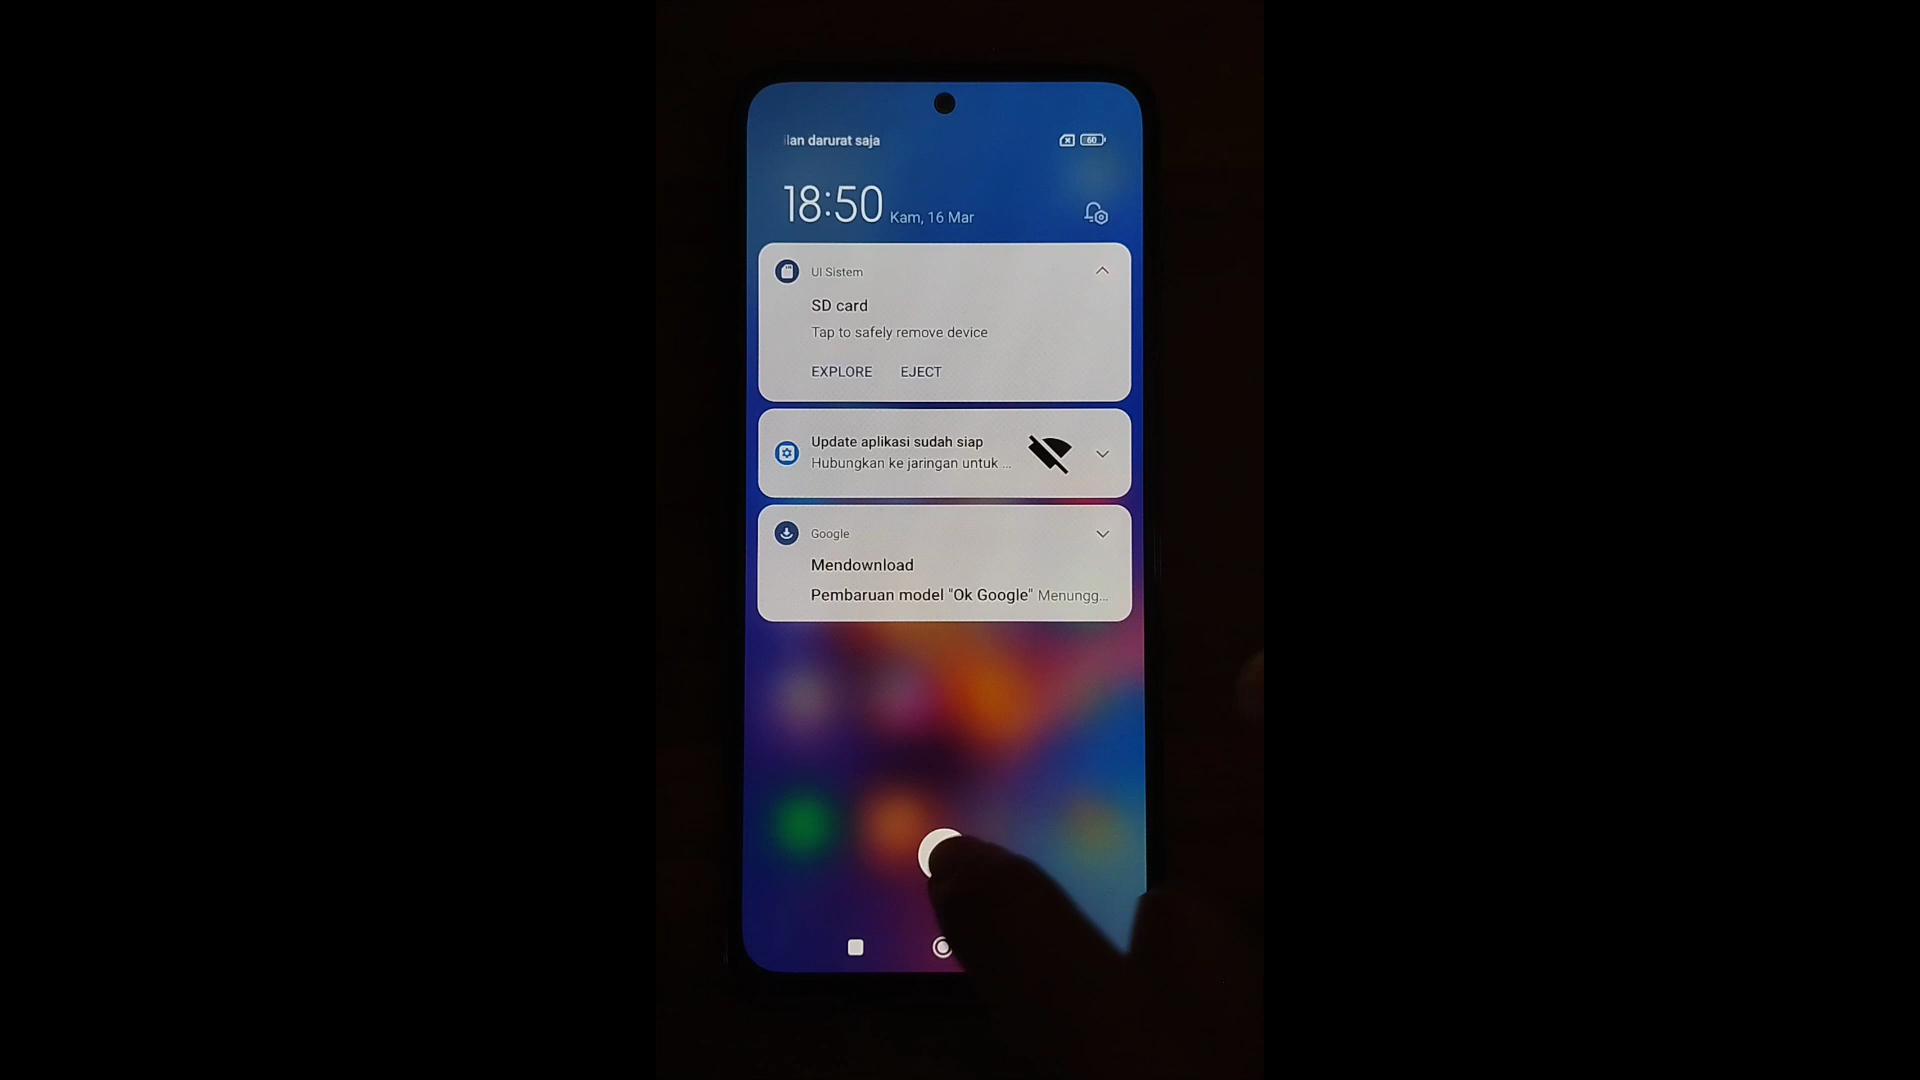 lan darurat saja
60
18:50 Kam, 16 Mar
UI Sistem
SD card
Tap to safely remove device
EXPLORE EJECT
Update aplikasi sudah siap
Hubungkan ke jaringan untuk ...
Google
Mendownload
Pembaruan model "Ok Google" Menungg...